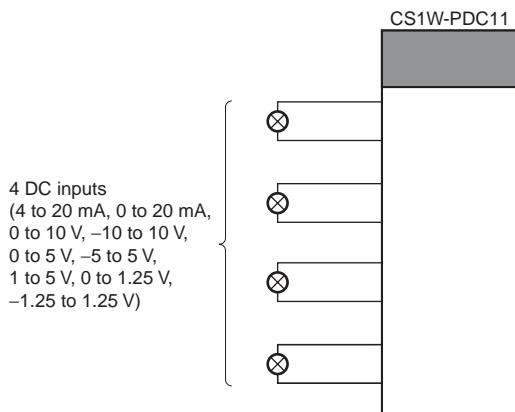 CS1W-PDC11
4 DC inputs
(4 to 20 mA, 0 to 20 mA,
0 to 10 V, −10 to 10 V,
0 to 5 V, −5 to 5 V,
1 to 5 V, 0 to 1.25 V,
−1.25 to 1.25 V)